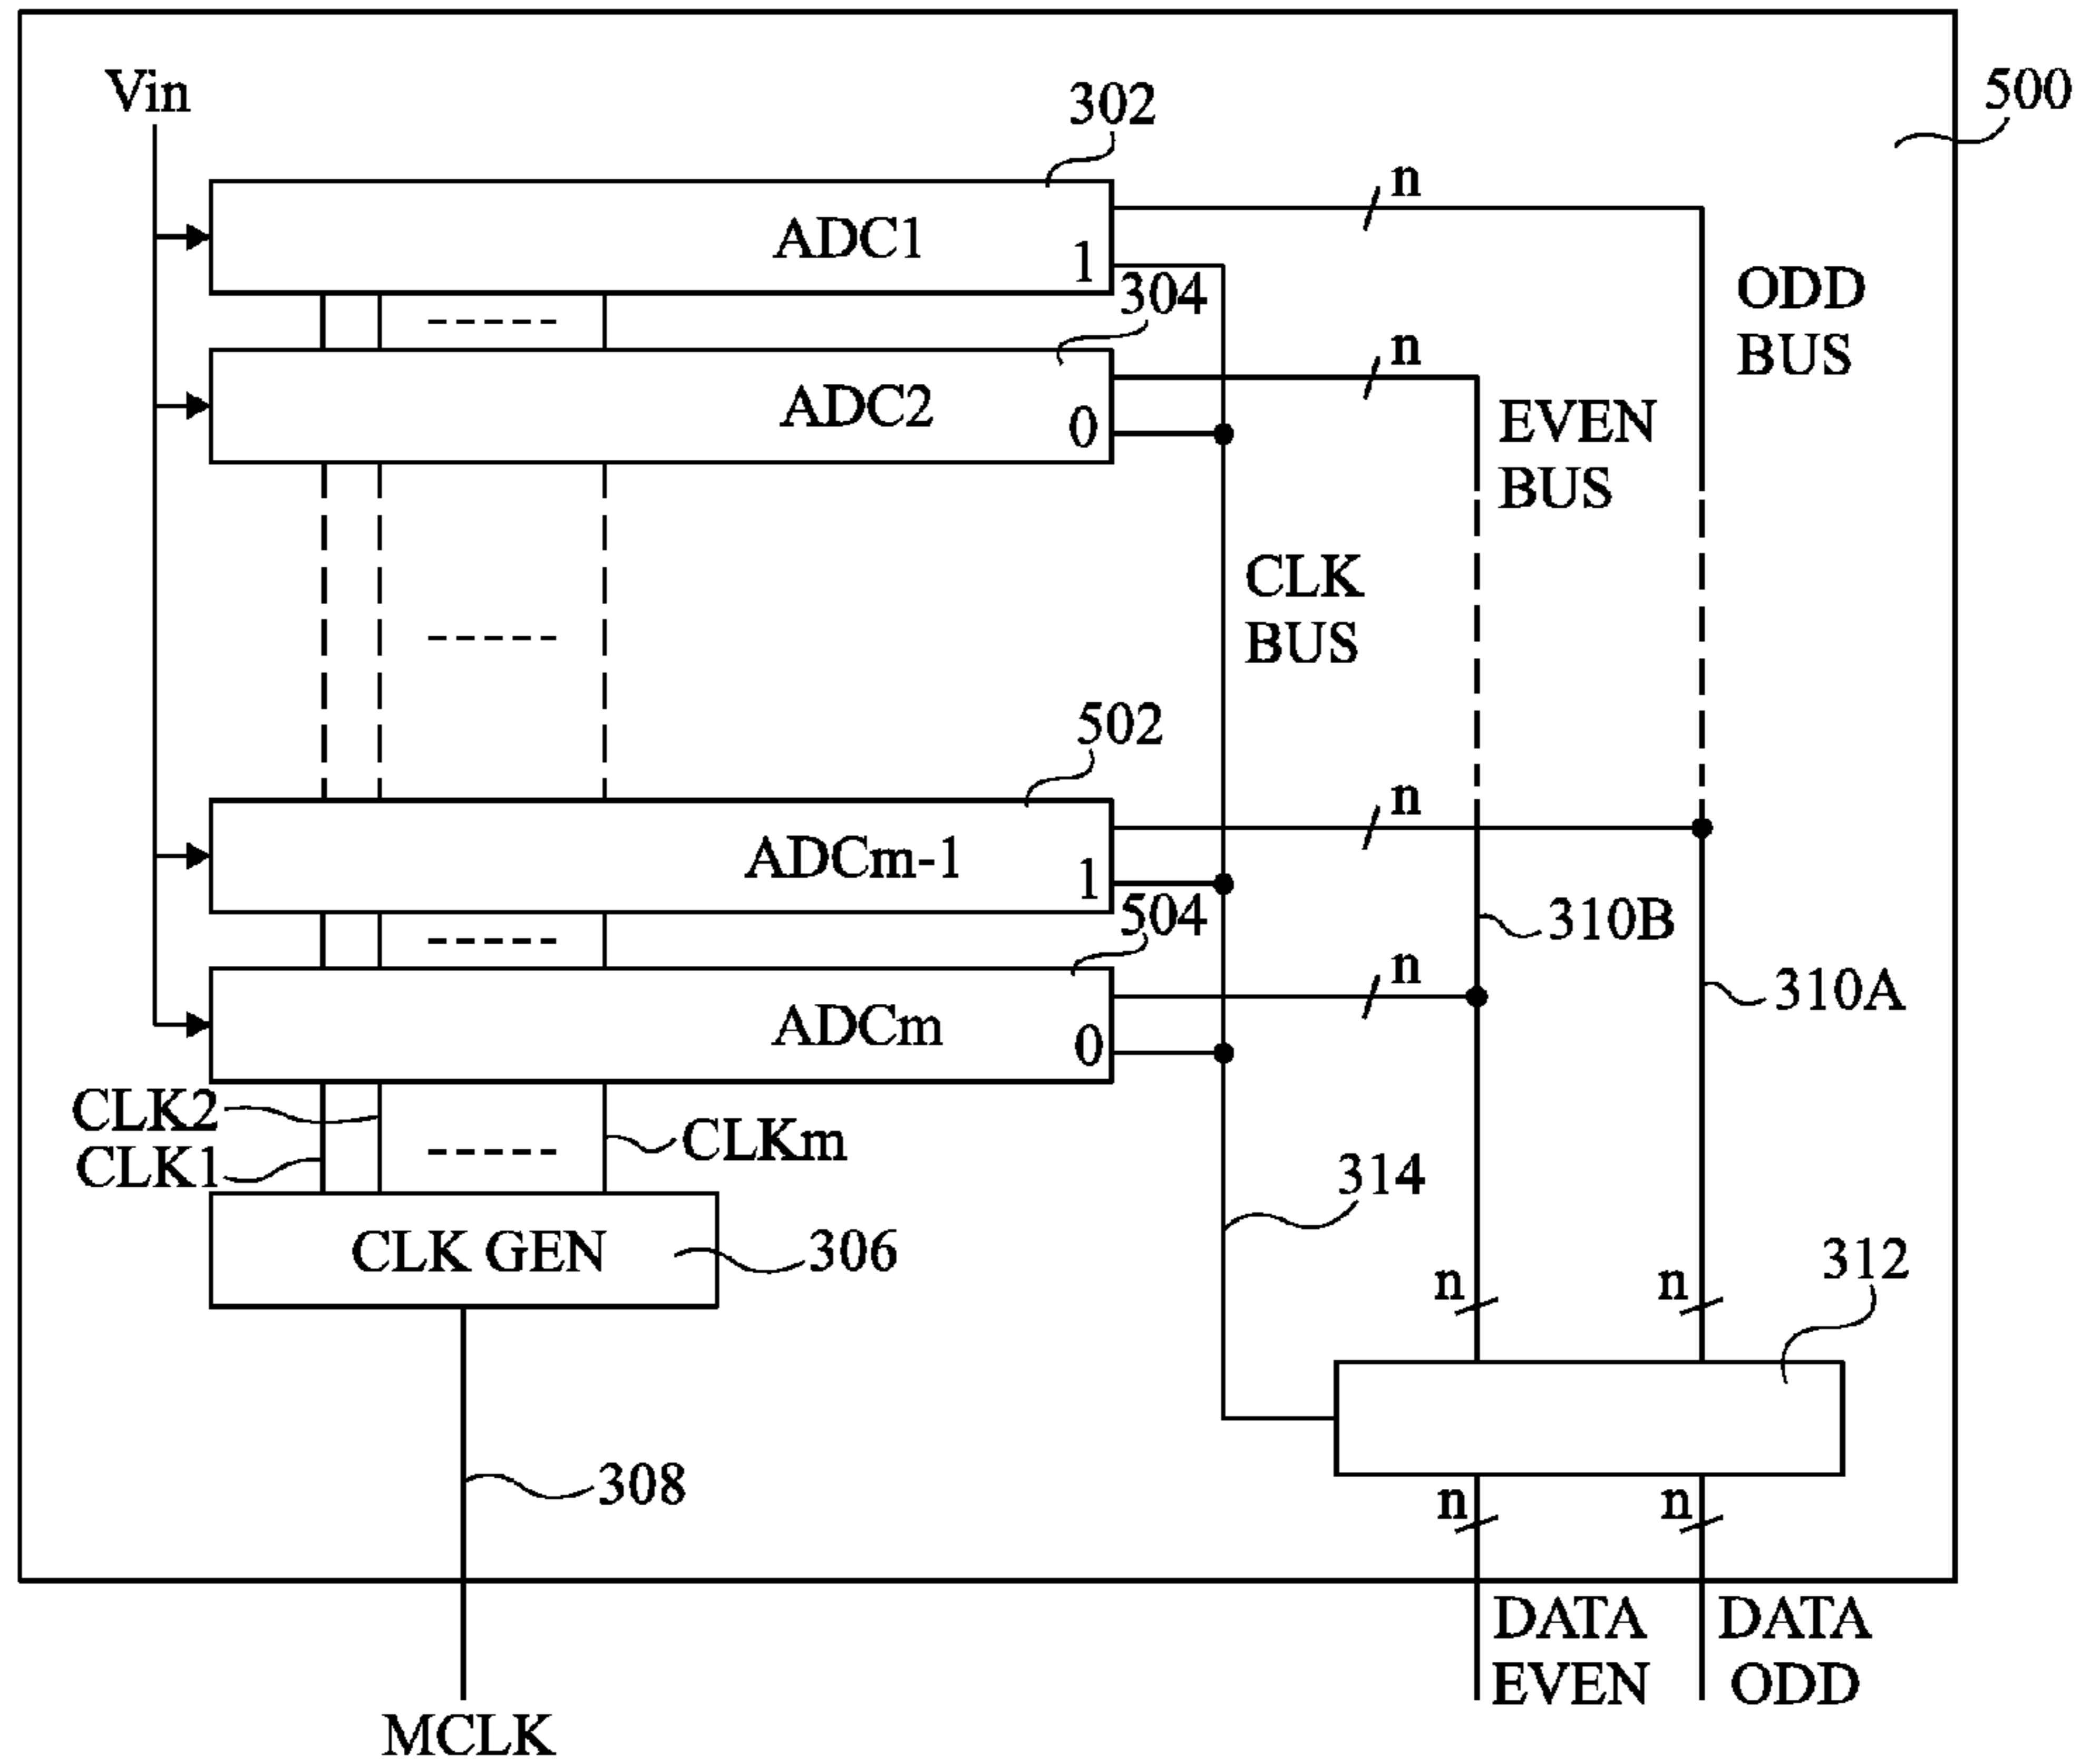 Vin
500
302
n
ADC1
1
304
ODD
BUS
n
ADC2
0
EVEN
BUS
CLK
BUS
502
n
ADCm-1
1
504
310B
n
310A
ADCm
0
CLK2
CLK1
CLKm
314
CLK GEN
306
312
n
n
308
n
n
DATA
EVEN
DATA
ODD
MCLK